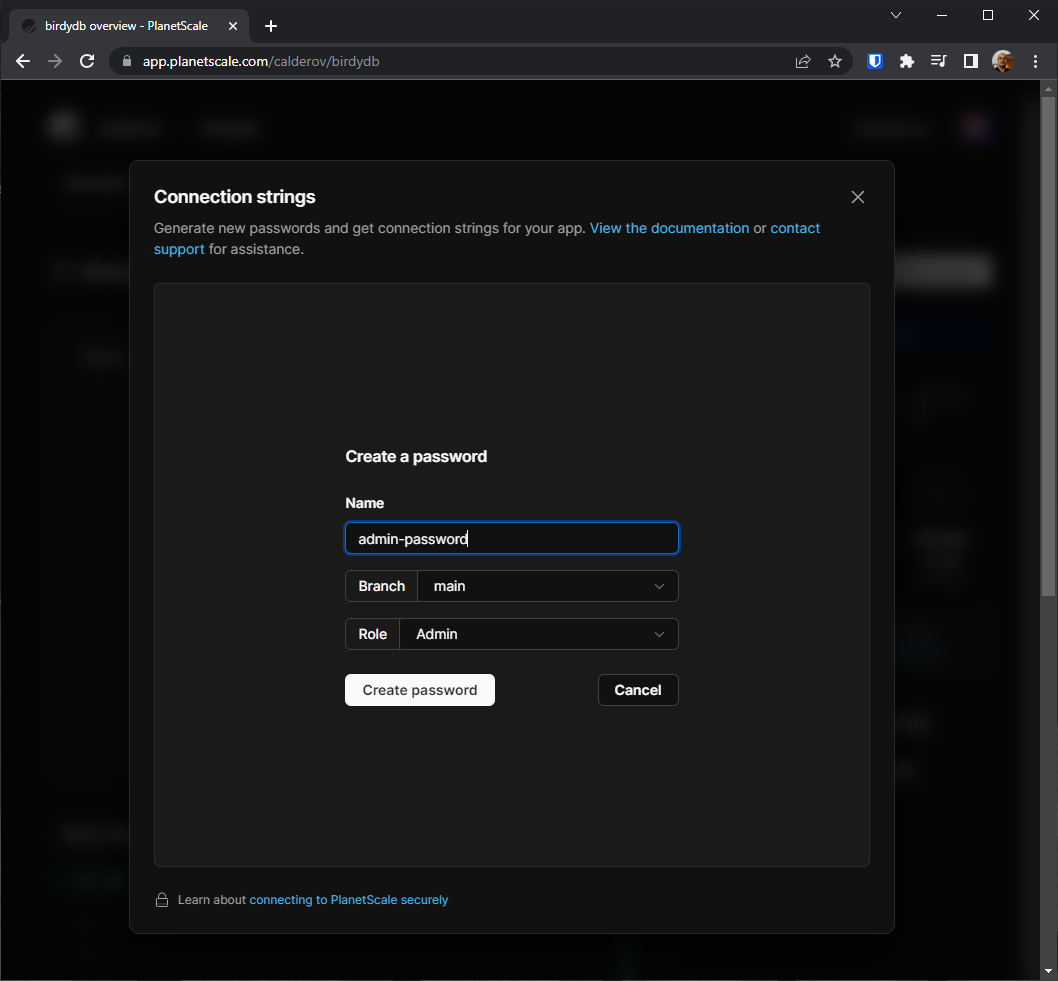 birdydb overview - PlanetScale
app.planetscale.com/calderov/birdydb
Connection strings
Generate new passwords and get connection strings for your app. View the documentation or contact
support for assistance.
Create a password
Name
admin-password
Branch main
Role Admin
Create password Cancel
Learn about connecting to PlanetScale securely